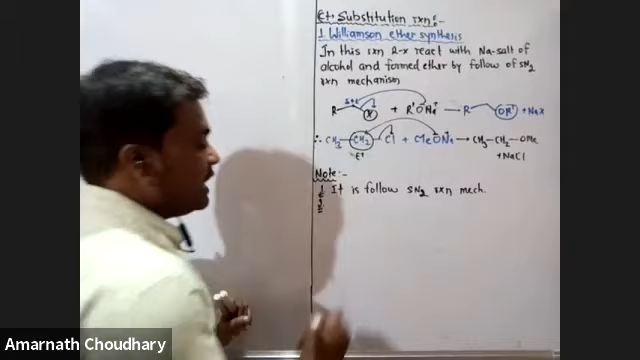 E+ Substitution rxn:-
1. Williamson ether synthesis
In this rxn R-x react with Na-salt of
alcohol and formed ether by follow of SN2
rxn mechanism
R X + R'ONa → R OR' + NaX
∴ CH3-CH2-Cl + MeONa → CH3-CH2-OMe
E+ + NaCl
Note:-
1 It is follow SN2 rxn mech.
Amarnath Choudhary